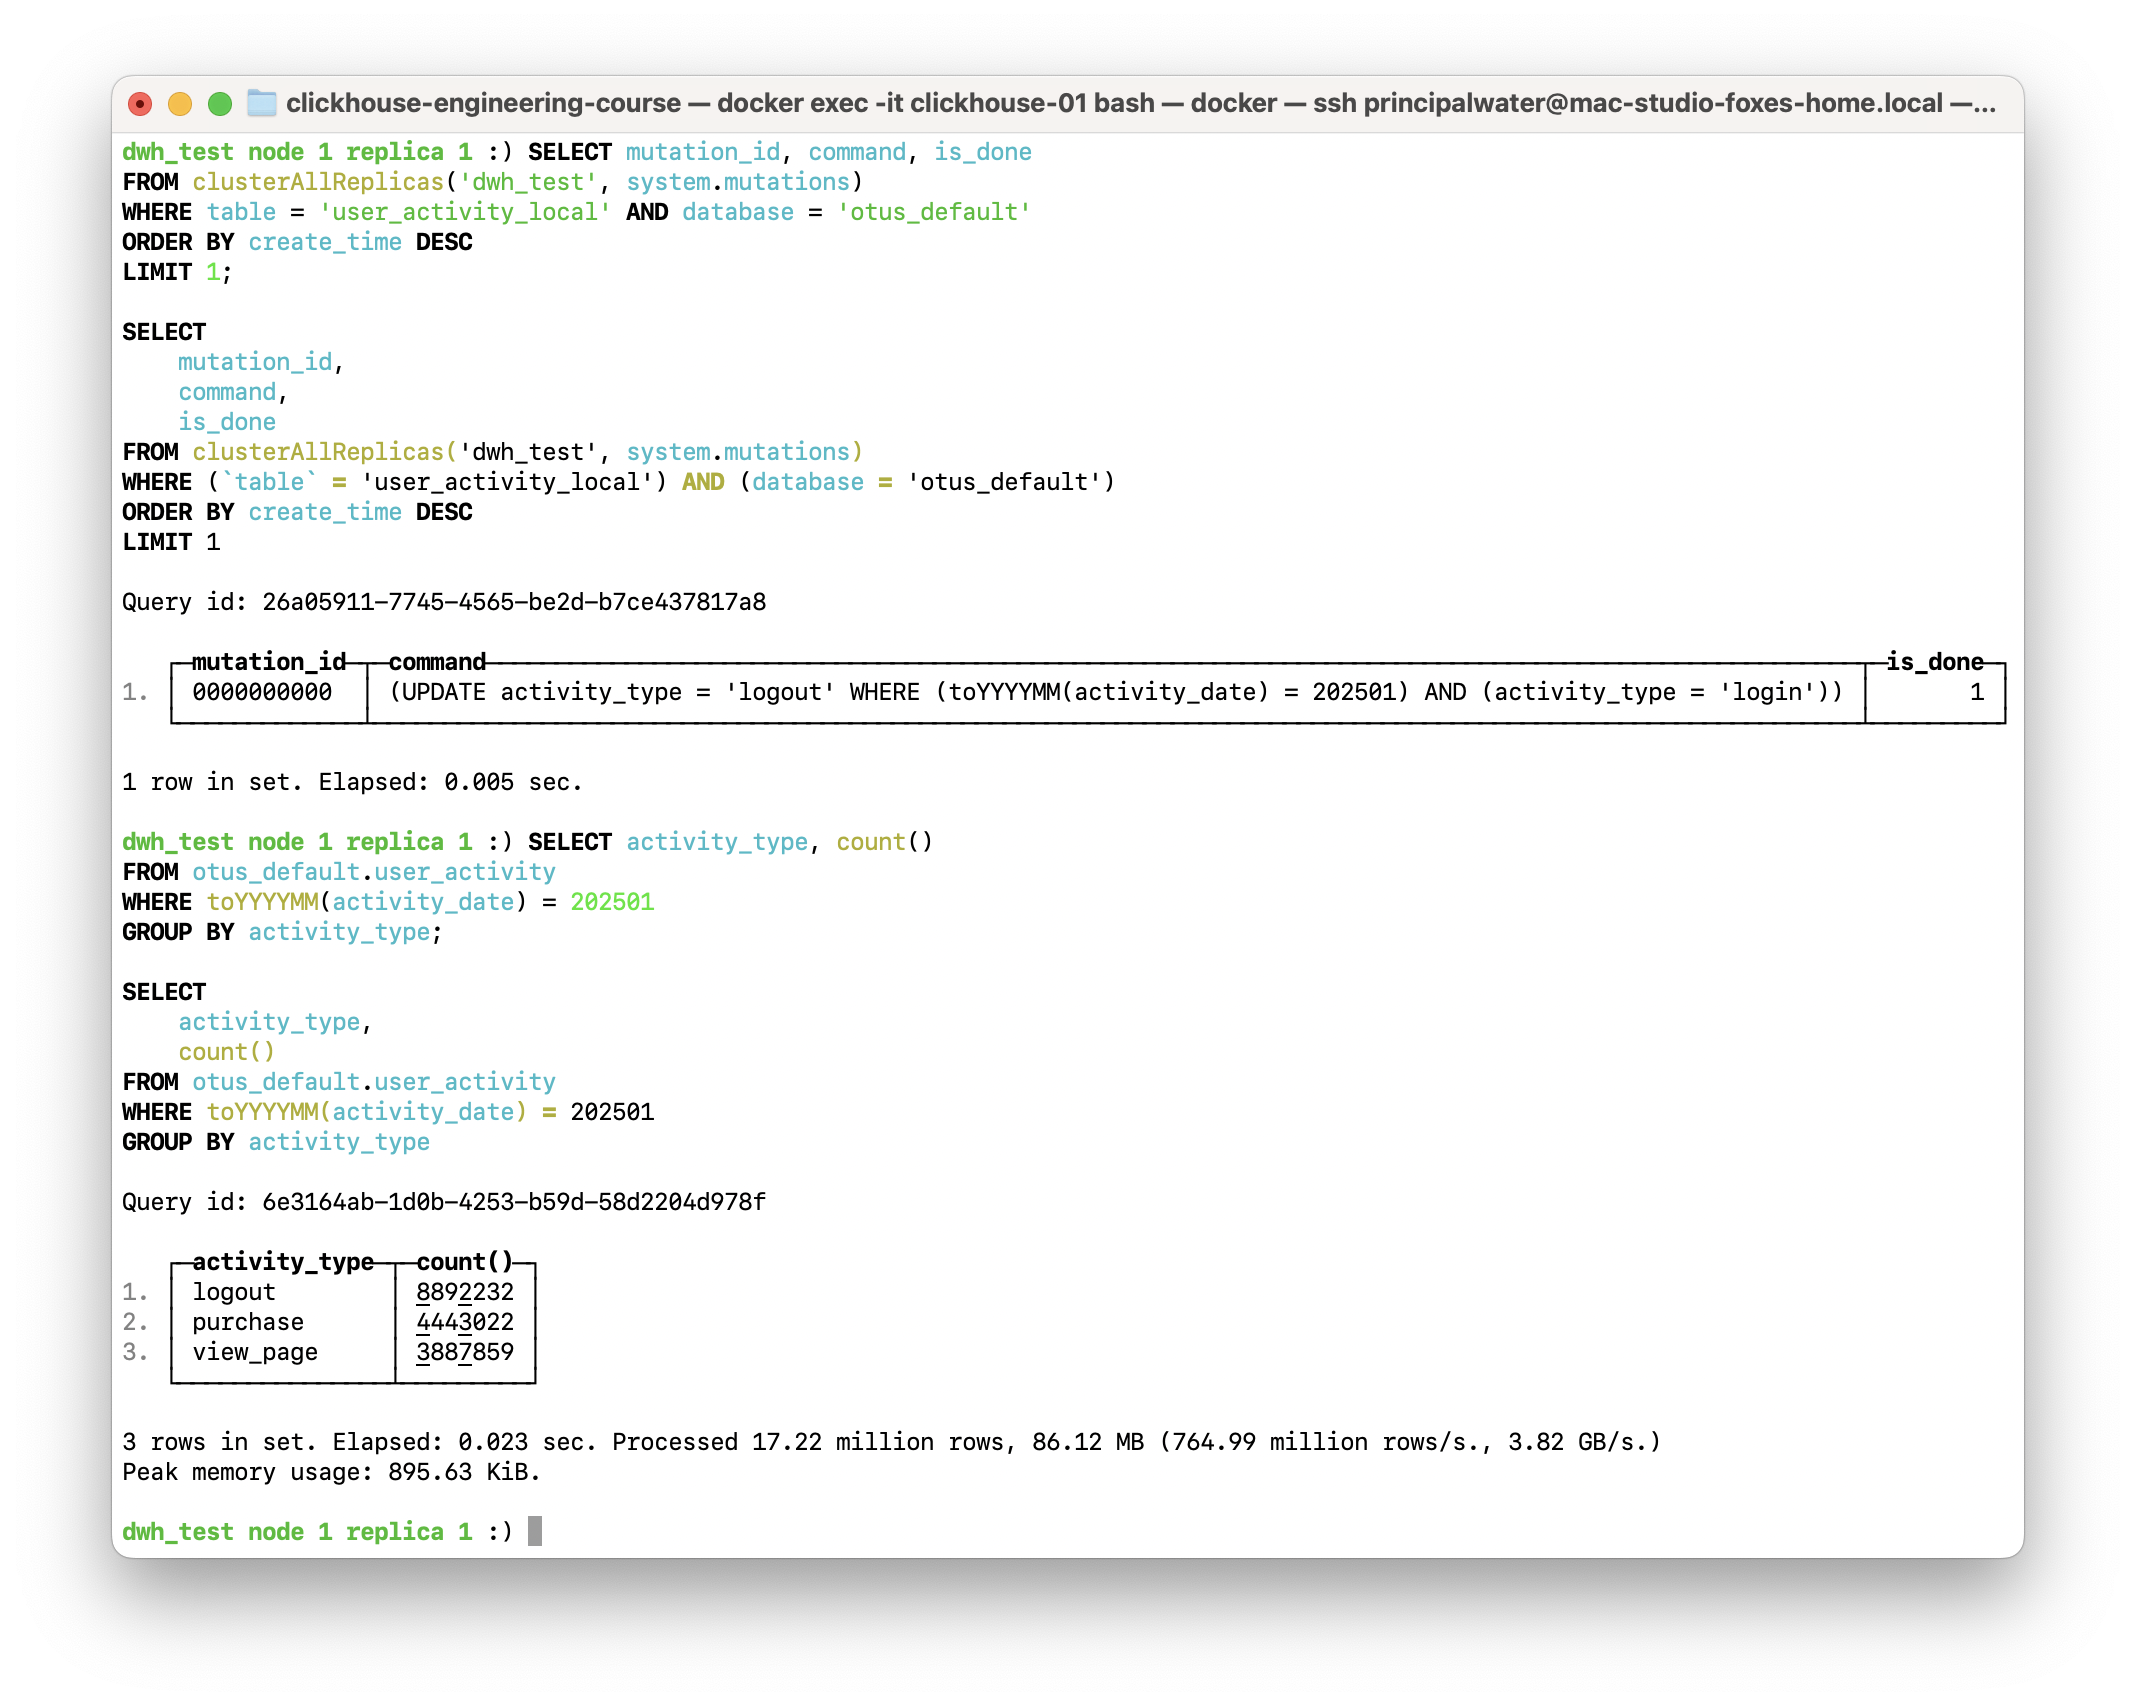 clickhouse-engineering-course — docker exec -it clickhouse-01 bash — docker — ssh principalwater@mac-studio-foxes-home.local —...
dwh_test node 1 replica 1 :) SELECT mutation_id, command, is_done
FROM clusterAllReplicas('dwh_test', system.mutations)
WHERE table = 'user_activity_local' AND database = 'otus_default'
ORDER BY create_time DESC
LIMIT 1;
SELECT
mutation_id,
command,
is_done
FROM clusterAllReplicas('dwh_test', system.mutations)
WHERE (`table` = 'user_activity_local') AND (database = 'otus_default')
ORDER BY create_time DESC
LIMIT 1
Query id: 26a05911-7745-4565-be2d-b7ce437817a8
mutation_id command is_done
1. 0000000000 (UPDATE activity_type = 'logout' WHERE (toYYYYMM(activity_date) = 202501) AND (activity_type = 'login')) 1
1 row in set. Elapsed: 0.005 sec.
dwh_test node 1 replica 1 :) SELECT activity_type, count()
FROM otus_default.user_activity
WHERE toYYYYMM(activity_date) = 202501
GROUP BY activity_type;
SELECT
activity_type,
count()
FROM otus_default.user_activity
WHERE toYYYYMM(activity_date) = 202501
GROUP BY activity_type
Query id: 6e3164ab-1d0b-4253-b59d-58d2204d978f
activity_type count()
1. logout 8892232
2. purchase 4443022
3. view_page 3887859
3 rows in set. Elapsed: 0.023 sec. Processed 17.22 million rows, 86.12 MB (764.99 million rows/s., 3.82 GB/s.)
Peak memory usage: 895.63 KiB.
dwh_test node 1 replica 1 :)